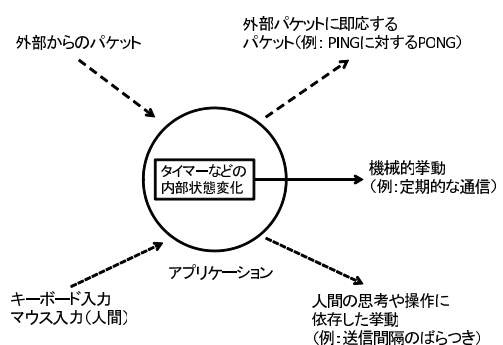 外部からのパケット
外部パケットに即応する
パケット(例：PINGに対するPONG)
タイマーなどの
内部状態変化
機械的挙動
(例：定期的な通信)
アプリケーション
キーボード入力
マウス入力(人間)
人間の思考や操作に
依存した挙動
(例：送信間隔のばらつき)